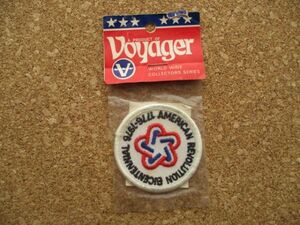 A PRODUCT OF
Voyager
WORLD WIDE
COLLECTORS SERIES
AMERICAN REVOLUTION BICENTENNIAL 1776-1976